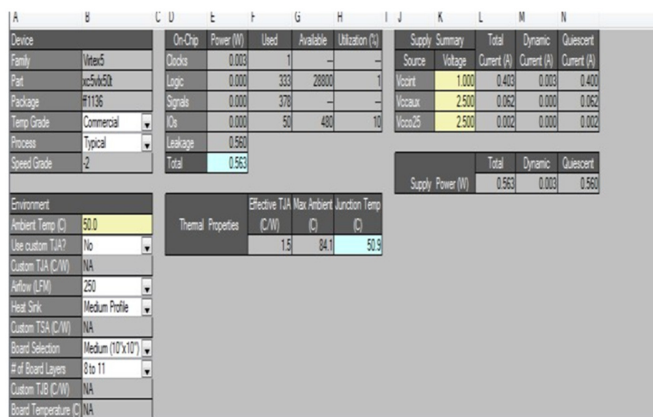 A B C D E F G H I J K L M N
Device On-Chip Power (W) Used Available Utilization (%) Supply Summary Total Dynamic Quiescent
Family Virtex5 Clocks 0.003 1 -- -- Source Voltage Current (A) Current (A) Current (A)
Part xc5vlx50t Logic 0.000 333 28800 1 Vccint 1.000 0.403 0.003 0.400
Package ff1136 Signals 0.000 378 -- -- Vccaux 2.500 0.062 0.000 0.062
Temp Grade Commercial IOs 0.000 50 480 10 Vcco25 2.500 0.002 0.000 0.002
Process Typical Leakage 0.560
Speed Grade -2 Total 0.563 Total Dynamic Quiescent
Supply Power (W) 0.563 0.003 0.560
Environment Effective TJA Max Ambient Junction Temp
Ambient Temp (C) 50.0 Thermal Properties (C/W) (C) (C)
Use custom TJA? No 1.5 84.1 50.9
Custom TJA (C/W) NA
Airflow (LFM) 250
Heat Sink Medium Profile
Custom TSA (C/W) NA
Board Selection Medium (10"x10")
# of Board Layers 8 to 11
Custom TJB (C/W) NA
Board Temperature (C) NA